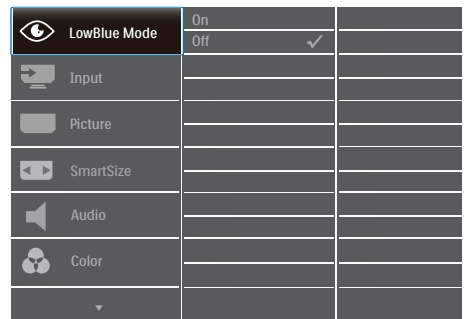 LowBlue Mode
On
Off
Input
Picture
SmartSize
Audio
Color